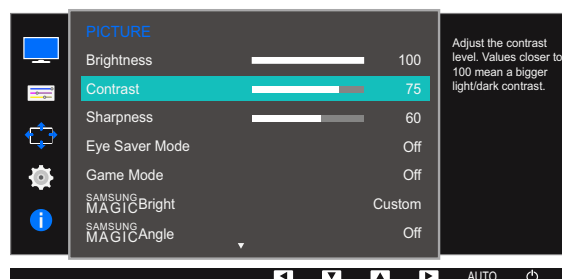 PICTURE
Brightness 100
Contrast 75
Sharpness 60
Eye Saver Mode Off
Game Mode Off
SAMSUNG
MAGICBright Custom
SAMSUNG
MAGICAngle Off
Adjust the contrast
level. Values closer to
100 mean a bigger
light/dark contrast.
AUTO